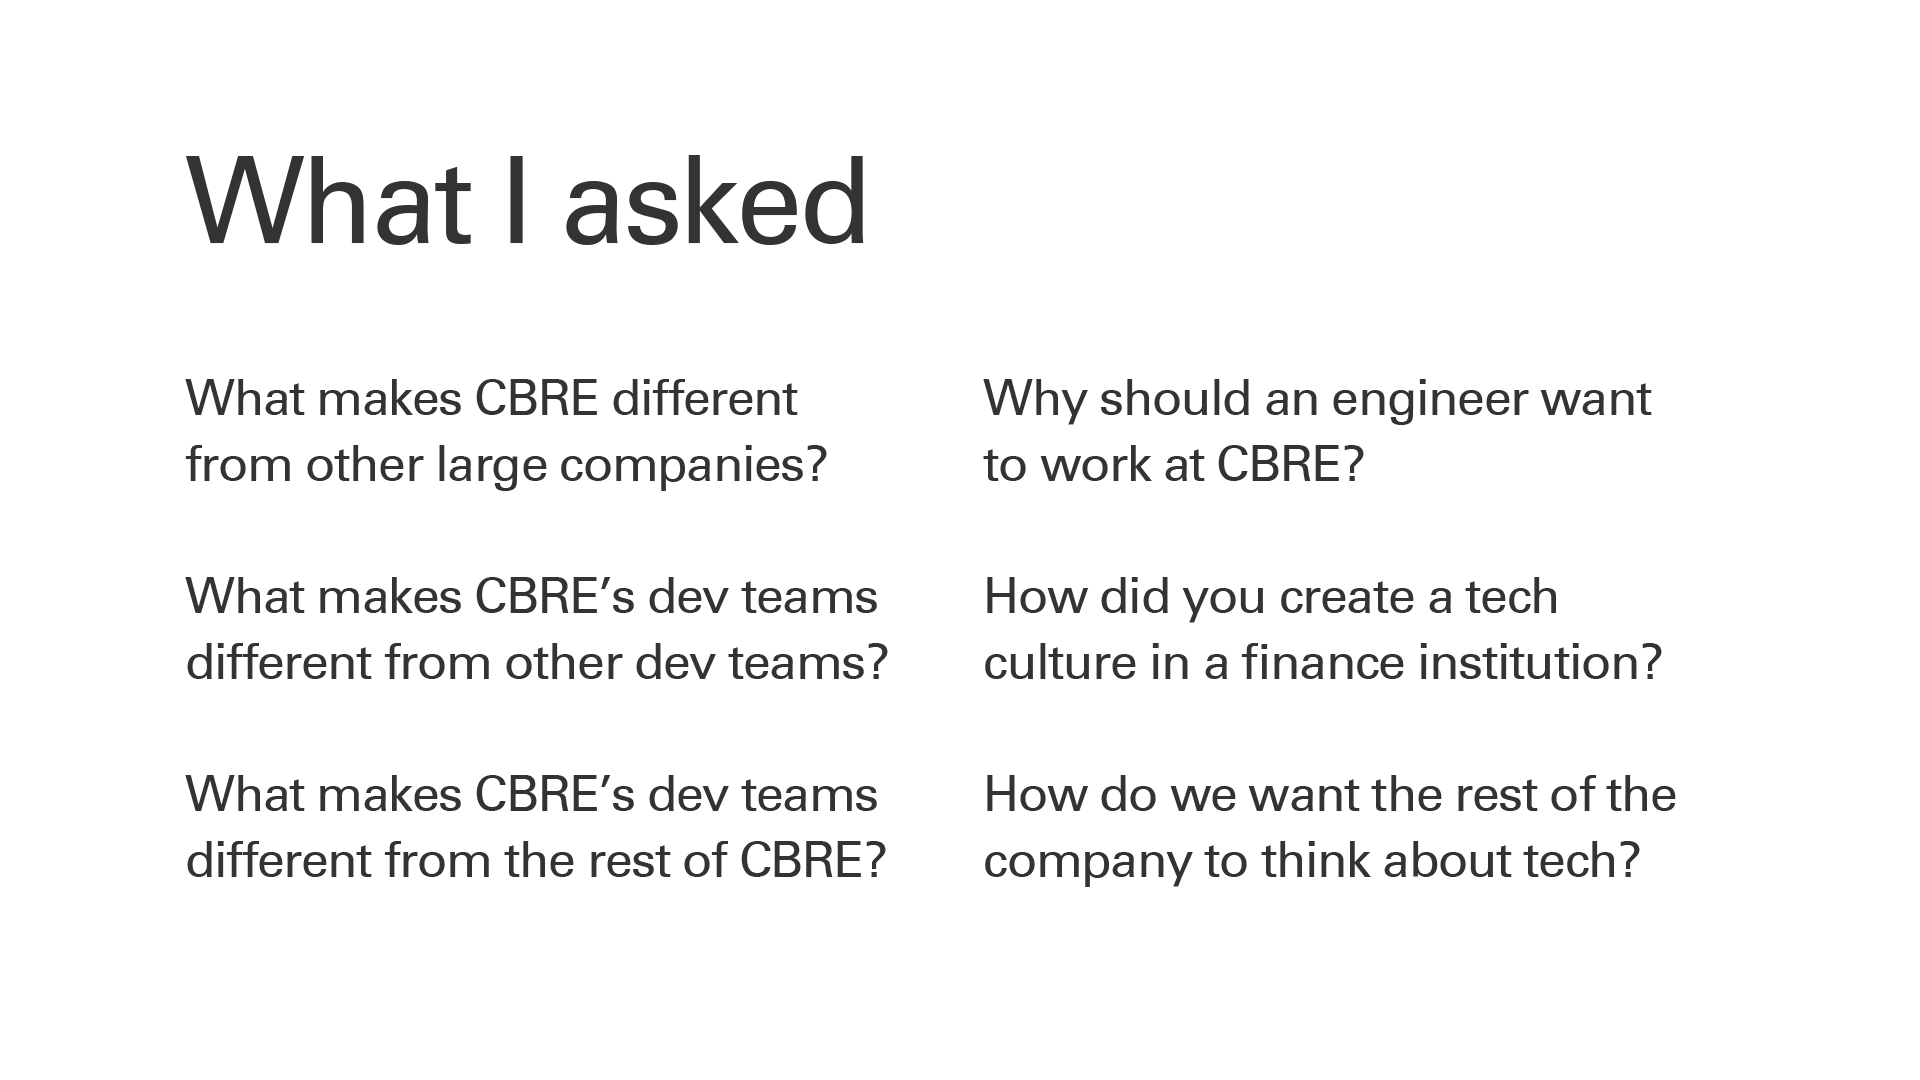 What I asked
What makes CBRE different
from other large companies?
What makes CBRE’s dev teams
different from other dev teams?
What makes CBRE’s dev teams
different from the rest of CBRE?
Why should an engineer want
to work at CBRE?
How did you create a tech
culture in a finance institution?
How do we want the rest of the
company to think about tech?